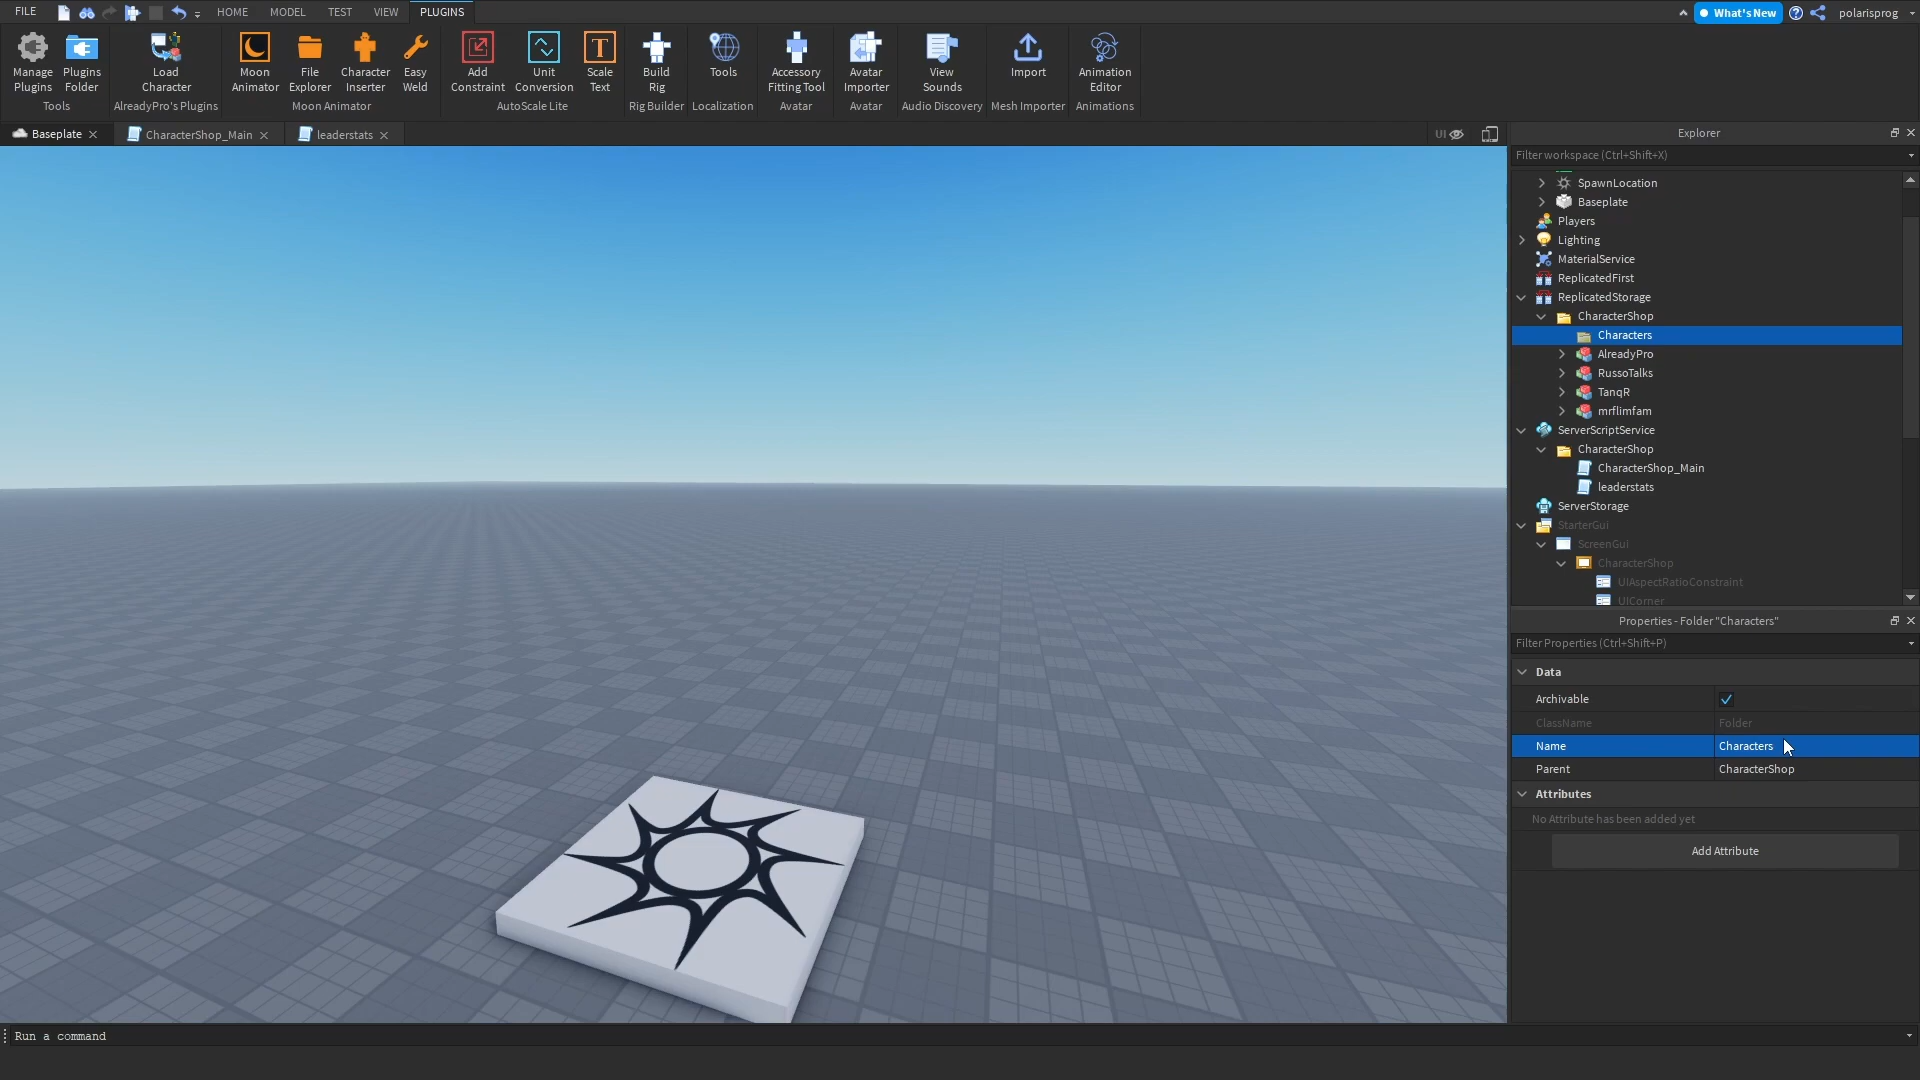 FILE
HOME
MODEL
TEST
VIEW
PLUGINS
What's New
polarisprog
Manage Plugins
Plugins Folder
Load Character
Moon Animator
File Explorer
Character Inserter
Easy Weld
Add Constraint
Unit Conversion
Scale Text
Build Rig
Tools
Accessory Fitting Tool
Avatar Importer
View Sounds
Import
Animation Editor
Tools
AlreadyPro's Plugins
Moon Animator
AutoScale Lite
Rig Builder
Localization
Avatar
Avatar
Audio Discovery
Mesh Importer
Animations
Baseplate
CharacterShop_Main
leaderstats
UI
Explorer
Filter workspace (Ctrl+Shift+X)
SpawnLocation
Baseplate
Players
Lighting
MaterialService
ReplicatedFirst
ReplicatedStorage
CharacterShop
Characters
AlreadyPro
RussoTalks
TanqR
mrflimfam
ServerScriptService
CharacterShop
CharacterShop_Main
leaderstats
ServerStorage
StarterGui
ScreenGui
CharacterShop
UIAspectRatioConstraint
UICorner
Properties - Folder "Characters"
Filter Properties (Ctrl+Shift+P)
Data
Archivable
ClassName Folder
Name Characters
Parent CharacterShop
Attributes
No Attribute has been added yet
Add Attribute
Run a command